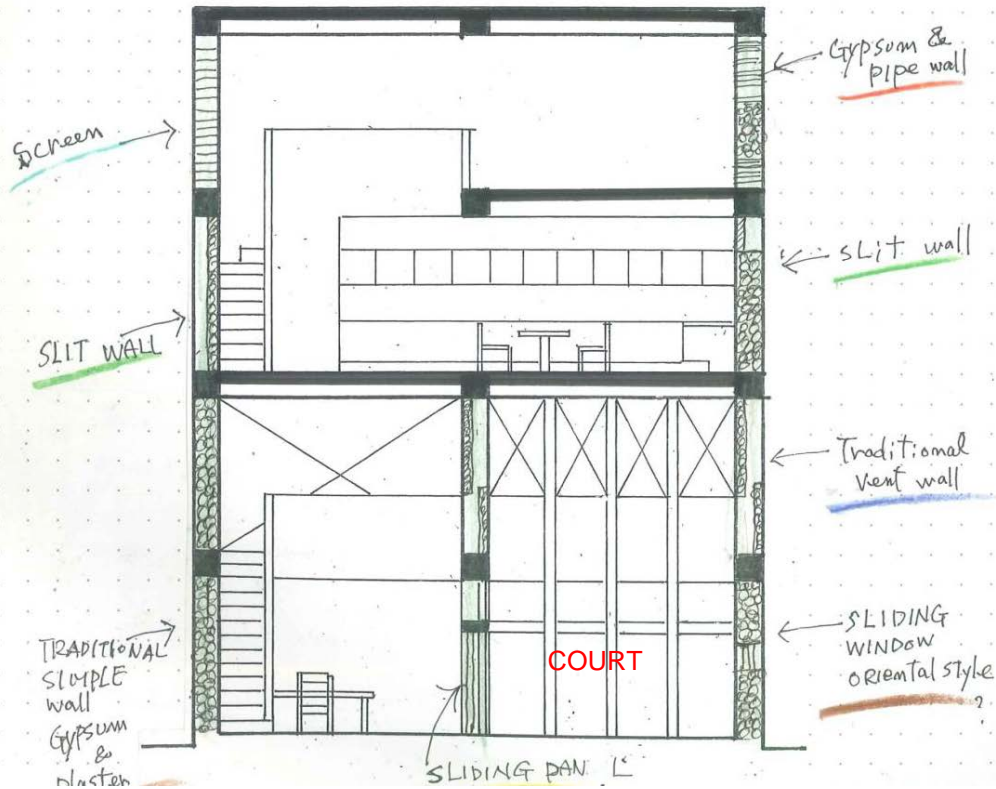 Gypsum &
pipe wall
Screen
SLit wall
SLIT WALL
Traditional
vent wall
SLIDING
WINDOW
oriental style
?
TRADITIONAL
SIMPLE
wall
Gypsum
&
plaster
COURT
SLIDING PAN L